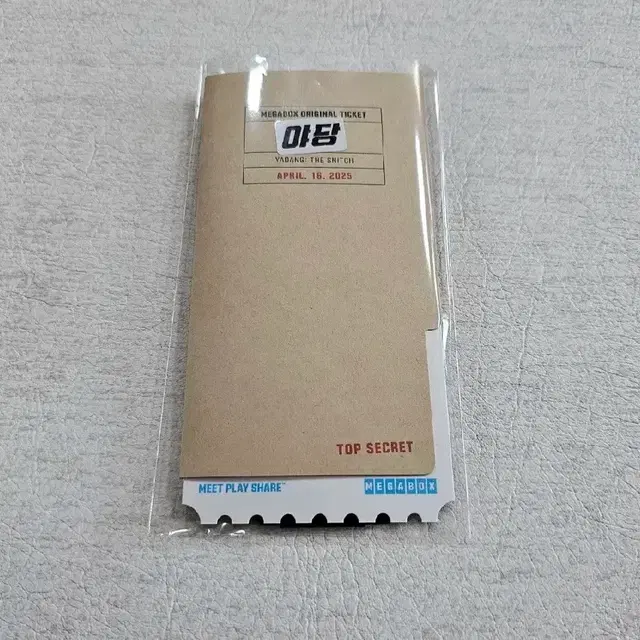 MEGABOX ORIGINAL TICKET
야당
YADANG: THE SNITCH
APRIL. 16. 2025
TOP SECRET
MEET PLAY SHARE™
MEGABOX